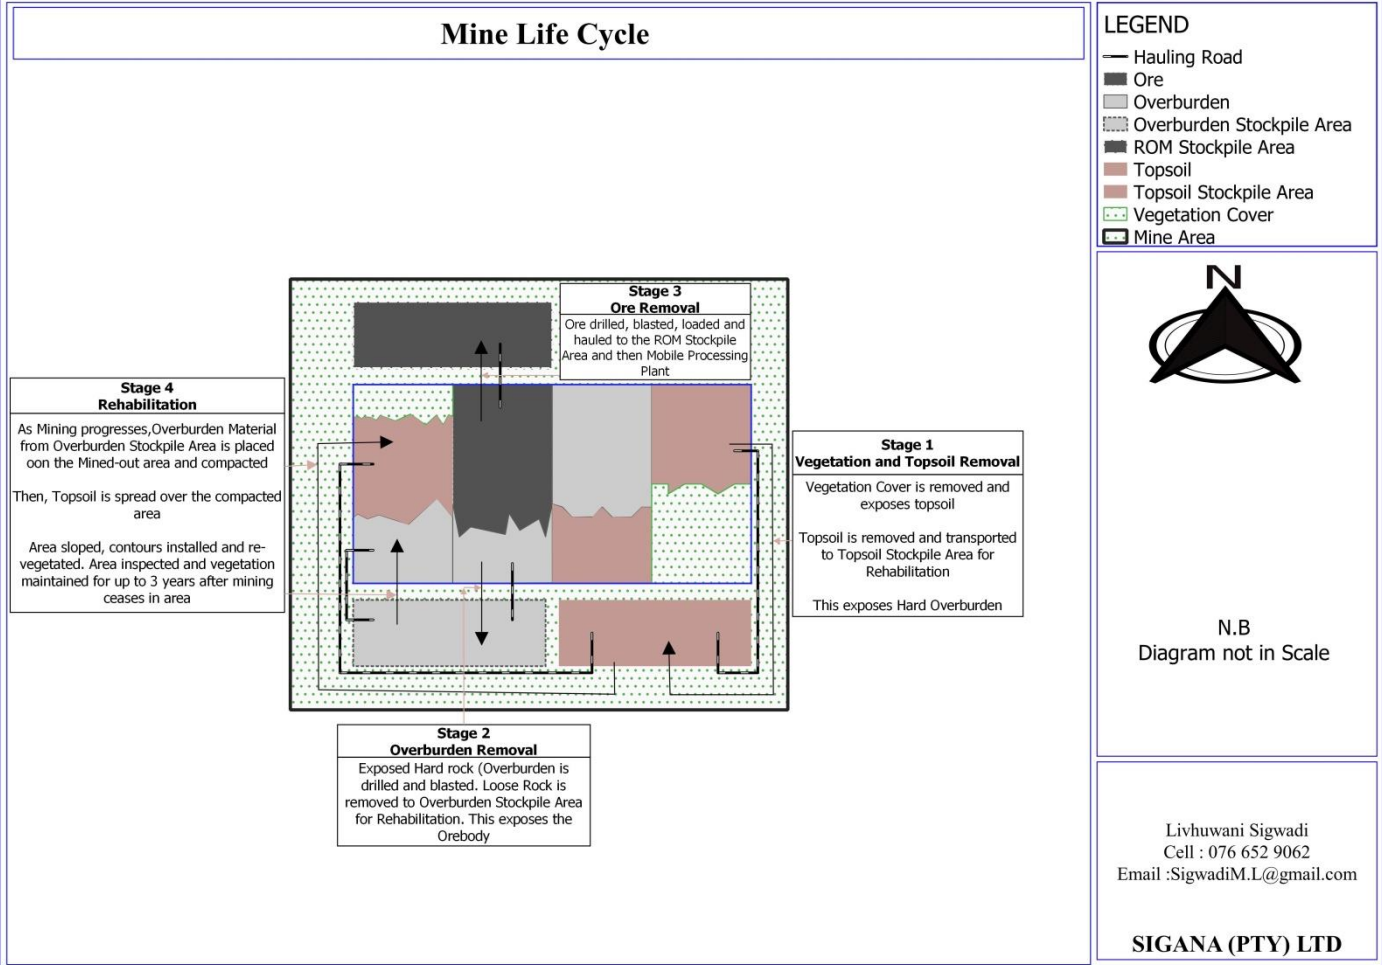 Mine Life Cycle
LEGEND
Hauling Road
Ore
Overburden
Overburden Stockpile Area
ROM Stockpile Area
Topsoil
Topsoil Stockpile Area
Vegetation Cover
Mine Area
Stage 3
Ore Removal
Ore drilled, blasted, loaded and
hauled to the ROM Stockpile
Area and then Mobile Processing
Plant
Stage 4
Rehabilitation
As Mining progresses,Overburden Material
from Overburden Stockpile Area is placed
oon the Mined-out area and compacted
Then, Topsoil is spread over the compacted
area
Area sloped, contours installed and re-
vegetated. Area inspected and vegetation
maintained for up to 3 years after mining
ceases in area
Stage 1
Vegetation and Topsoil Removal
Vegetation Cover is removed and
exposes topsoil
Topsoil is removed and transported
to Topsoil Stockpile Area for
Rehabilitation
This exposes Hard Overburden
Stage 2
Overburden Removal
Exposed Hard rock (Overburden is
drilled and blasted. Loose Rock is
removed to Overburden Stockpile Area
for Rehabilitation. This exposes the
Orebody
N
N.B
Diagram not in Scale
Livhuwani Sigwadi
Cell : 076 652 9062
Email :SigwadiM.L@gmail.com
SIGANA (PTY) LTD